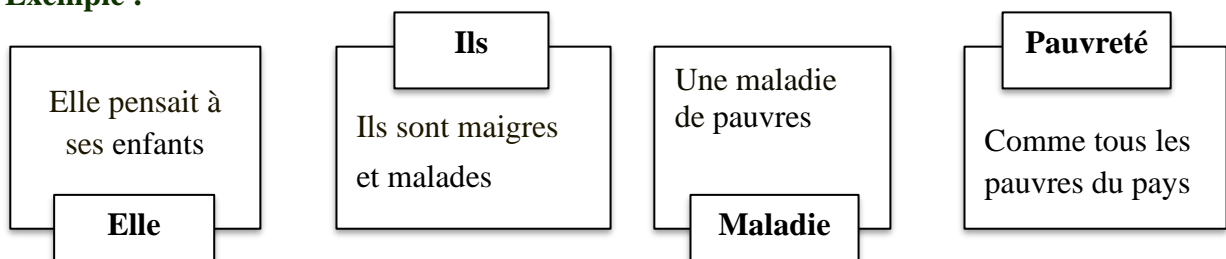 Exemple :
Elle pensait à
ses enfants
Elle
Ils
Ils sont maigres
et malades
Une maladie
de pauvres
Maladie
Pauvreté
Comme tous les
pauvres du pays